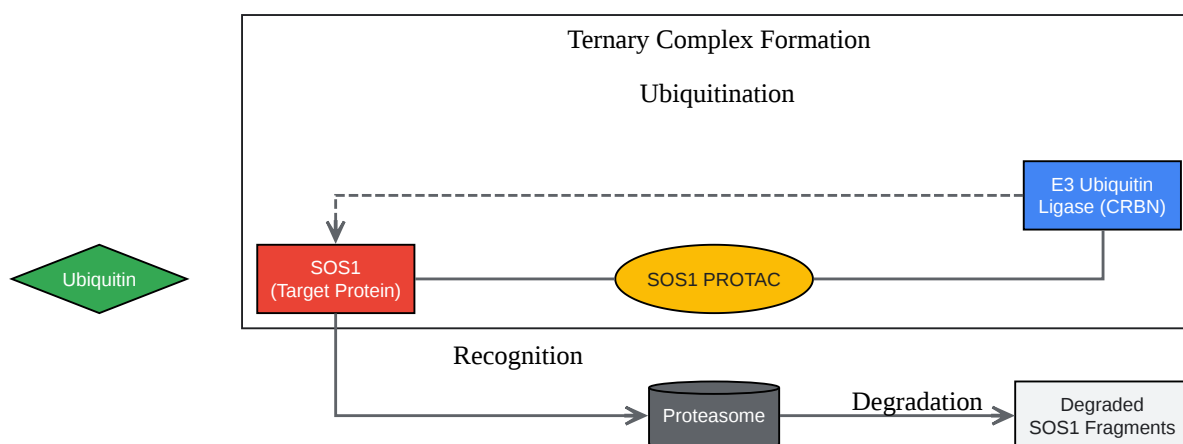 Ternary Complex Formation
Ubiquitination
E3 Ubiquitin
Ligase (CRBN)
Ubiquitin
SOS1
(Target Protein)
SOS1 PROTAC
Recognition
Proteasome
Degradation
Degraded
SOS1 Fragments